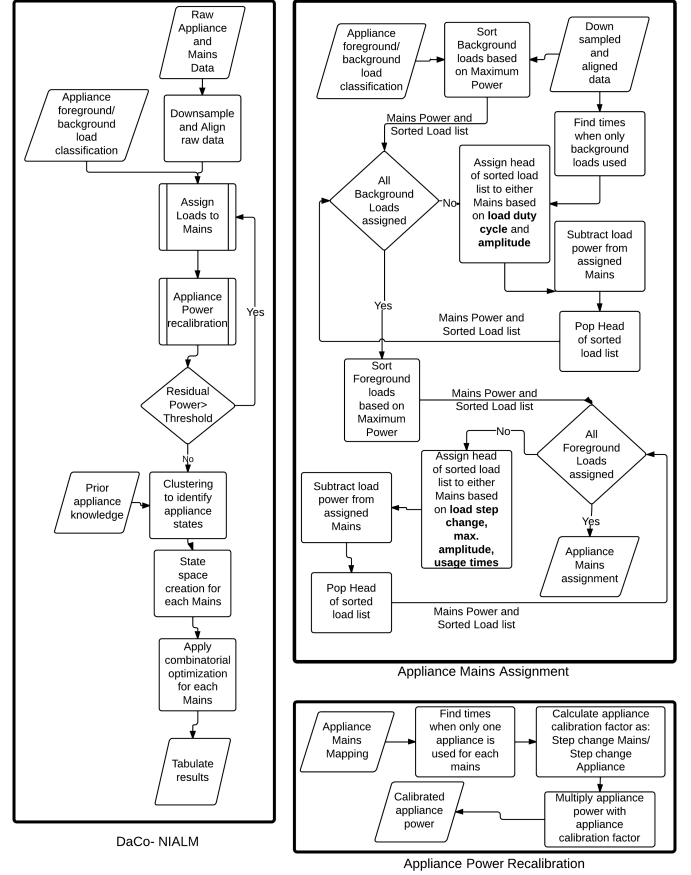 Raw
Appliance
and
Mains
Data
Appliance
foreground/
background
load
classification
Downsample
and Align
raw data
Assign
Loads to
Mains
Appliance
Power
recalibration
Yes
Residual
Power>
Threshold
No
Prior
appliance
knowledge
Clustering
to identify
appliance
states
State
space
creation for
each Mains
Apply
combinatorial
optimization
for each
Mains
Tabulate
results
DaCo- NIALM
Appliance
foreground/
background
load
classification
Sort
Background
loads based
on Maximum
Power
Down
sampled
and
aligned
data
Mains Power and
Sorted Load list
Find times
when only
background
loads used
All
Background
Loads
assigned
No
Assign head
of sorted load
list to either
Mains based
on load duty
cycle and
amplitude
Subtract load
power from
assigned
Mains
Yes
Mains Power and
Sorted Load list
Pop Head
of sorted
load list
Sort
Foreground
loads
based on
Maximum
Power
Mains Power and
Sorted Load list
All
Foreground
Loads
assigned
No
Assign head
of sorted load
list to either
Mains based
on load step
change,
max.
amplitude,
usage times
Subtract load
power from
assigned
Mains
Yes
Appliance
Mains
assignment
Pop Head
of sorted
load list
Mains Power and
Sorted Load list
Appliance Mains Assignment
Appliance
Mains
Mapping
Find times
when only one
appliance is
used for each
mains
Calculate appliance
calibration factor as:
Step change Mains/
Step change
Appliance
Calibrated
appliance
power
Multiply appliance
power with
appliance
calibration factor
Appliance Power Recalibration